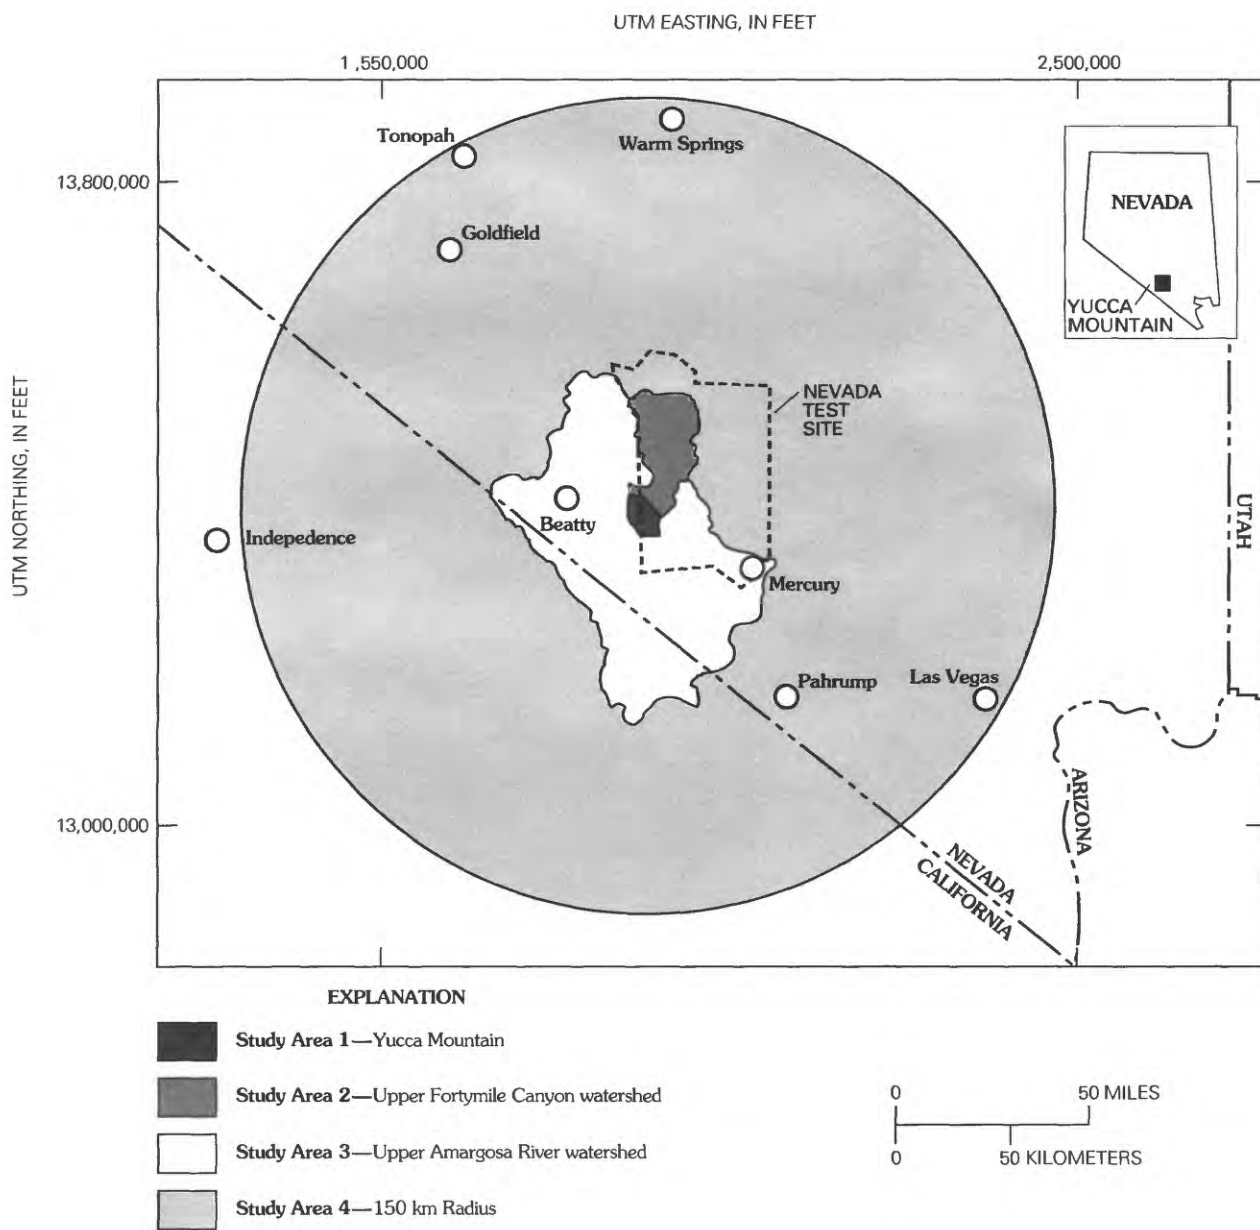 UTM EASTING, IN FEET
1,550,000
2,500,000
Tonopah
Warm Springs
13,800,000
NEVADA
Goldfield
YUCCA
MOUNTAIN
NEVADA
TEST
SITE
UTM NORTHING, IN FEET
Beatty
Indepedence
UTAH
Mercury
Pahrump
Las Vegas
13,000,000
ARIZONA
NEVADA
CALIFORNIA
EXPLANATION
Study Area 1—Yucca Mountain
Study Area 2—Upper Fortymile Canyon watershed
0 50 MILES
Study Area 3—Upper Amargosa River watershed
0 50 KILOMETERS
Study Area 4—150 km Radius